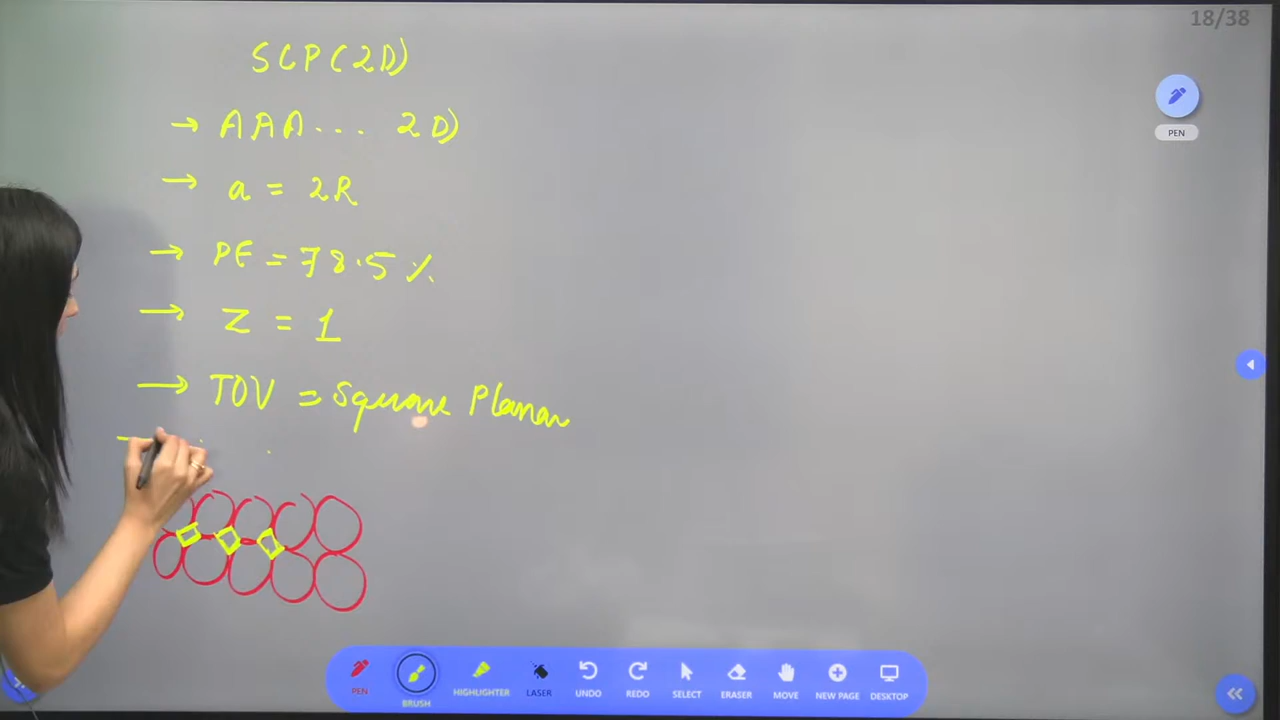 18/38
SCP (2D)
→ AAA... 2D)
→ a = 2R
PEN
→ PE = 78.5 %
→ Z = 1
→ TOV = Square Planar
PEN
BRUSH
HIGHLIGHTER
LASER
UNDO
REDO
SELECT
ERASER
MOVE
NEW PAGE
DESKTOP